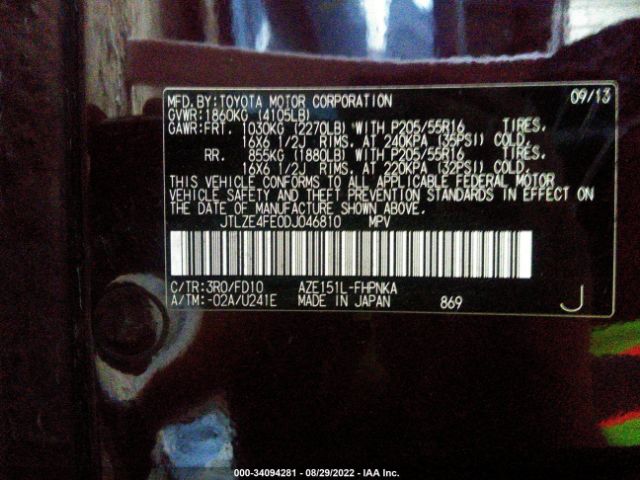 MFD. BY: TOYOTA MOTOR CORPORATION 09/13
GVWR: 1860KG (4105LB)
GAWR: FRT. 1030KG (2270LB) WITH P205/55R16 TIRES,
16X6 1/2J RIMS, AT 240KPA (35PSI) COLD.
RR. 855KG (1880LB) WITH P205/55R16 TIRES,
16X6 1/2J RIMS, AT 220KPA (32PSI) COLD.
THIS VEHICLE CONFORMS TO ALL APPLICABLE FEDERAL MOTOR
VEHICLE SAFETY AND THEFT PREVENTION STANDARDS IN EFFECT ON
THE DATE OF MANUFACTURE SHOWN ABOVE.
JTLZE4FE0DJ046810 MPV
C/TR: 3R0/FD10 AZE151L-FHPNKA
A/TM: -02A/U241E MADE IN JAPAN 869 J
000-34094281 - 08/29/2022 - IAA Inc.